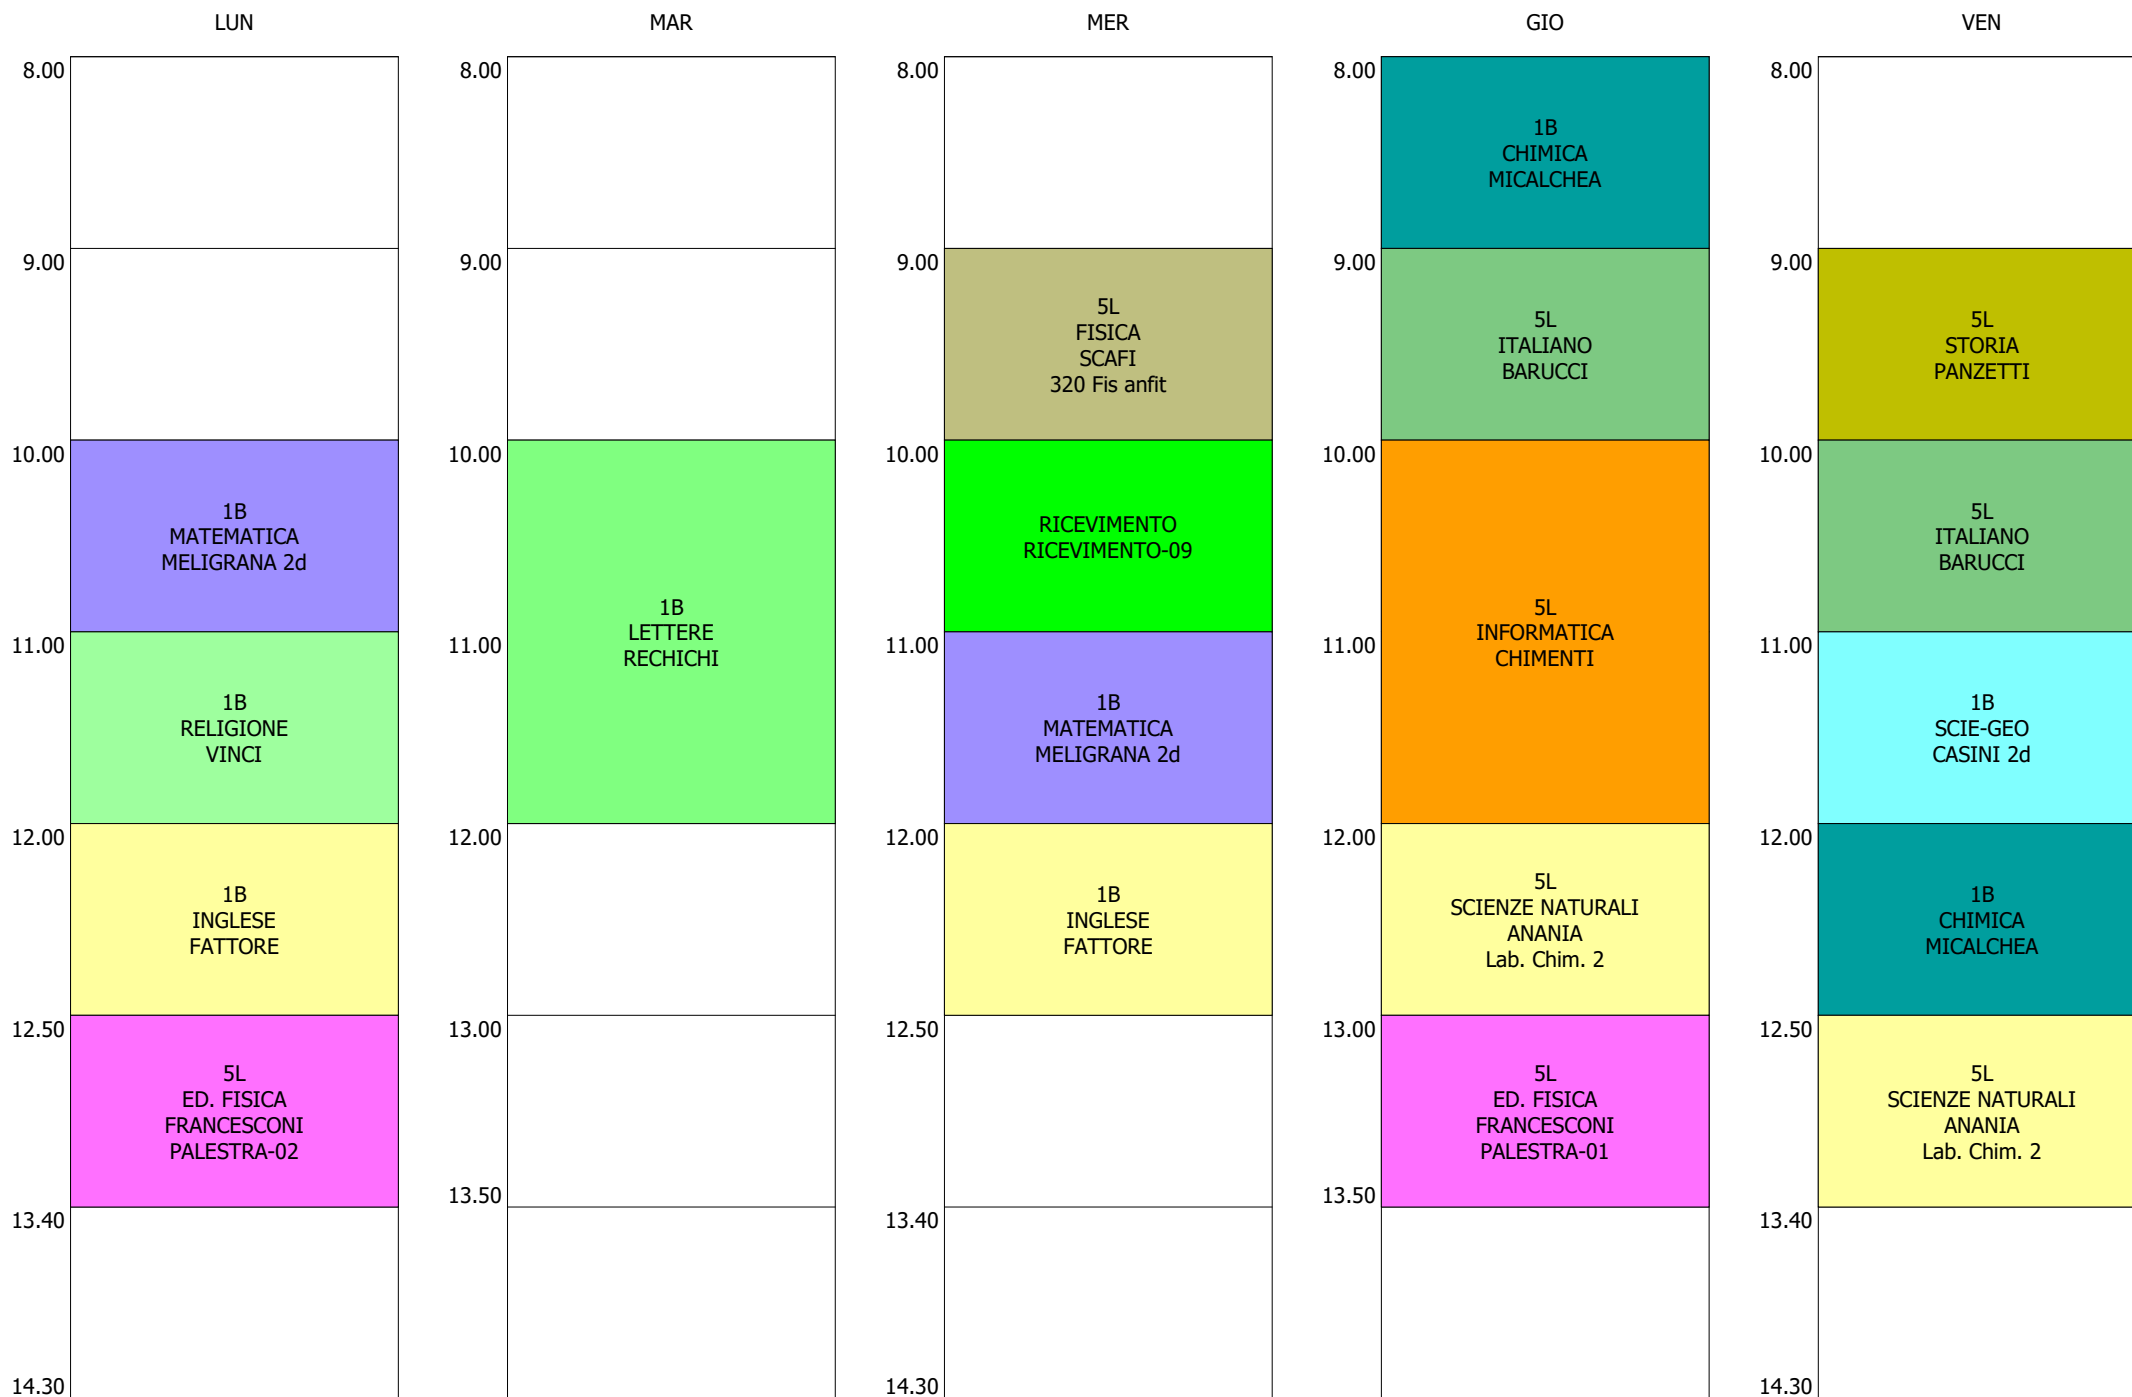 LUN
8.00
9.00
10.00
1B
MATEMATICA
MELIGRANA 2d
11.00
1B
RELIGIONE
VINCI
12.00
1B
INGLESE
FATTORE
12.50
5L
ED. FISICA
FRANCESCONI
PALESTRA-02
13.40
14.30
MAR
8.00
9.00
10.00
1B
LETTERE
RECHICHI
11.00
12.00
13.00
13.50
MER
8.00
9.00
5L
FISICA
SCAFI
320 Fis anfit
10.00
RICEVIMENTO
RICEVIMENTO-09
11.00
1B
MATEMATICA
MELIGRANA 2d
12.00
1B
INGLESE
FATTORE
12.50
13.40
14.30
GIO
8.00
1B
CHIMICA
MICALCHEA
9.00
5L
ITALIANO
BARUCCI
10.00
5L
INFORMATICA
CHIMENTI
11.00
12.00
5L
SCIENZE NATURALI
ANANIA
Lab. Chim. 2
13.00
5L
ED. FISICA
FRANCESCONI
PALESTRA-01
13.50
VEN
8.00
9.00
5L
STORIA
PANZETTI
10.00
5L
ITALIANO
BARUCCI
11.00
1B
SCIE-GEO
CASINI 2d
12.00
1B
CHIMICA
MICALCHEA
12.50
5L
SCIENZE NATURALI
ANANIA
Lab. Chim. 2
13.40
14.30